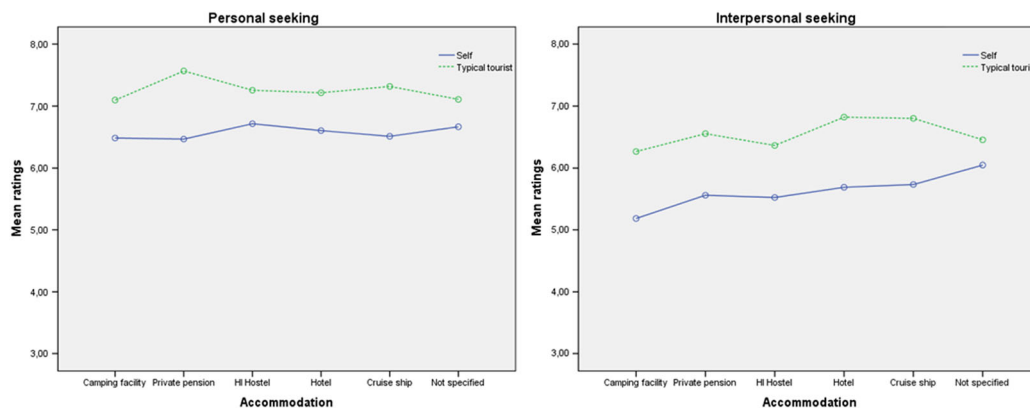 Personal seeking
8,00
7,00
6,00
5,00
4,00
3,00
Mean ratings
Self
Typical tourist
Camping facility Private pension HI Hostel Hotel Cruise ship Not specified
Accommodation
Interpersonal seeking
8,00
7,00
6,00
5,00
4,00
3,00
Mean ratings
Self
Typical tourist
Camping facility Private pension HI Hostel Hotel Cruise ship Not specified
Accommodation